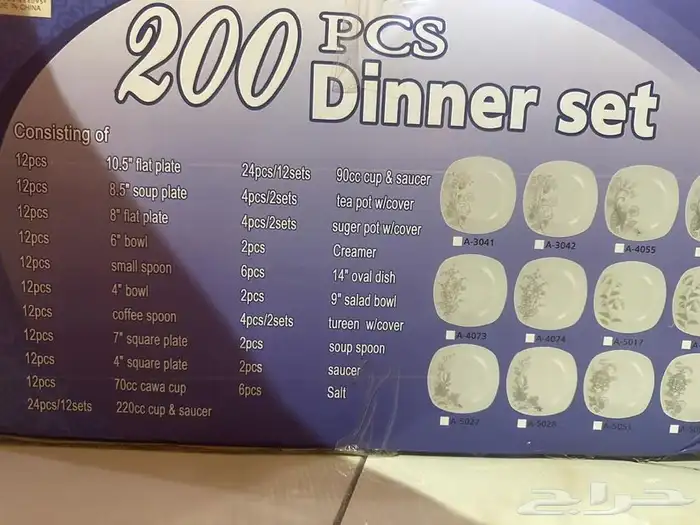 MADE IN CHINA
200 PCS
Dinner set
Consisting of
12pcs 10.5" flat plate
12pcs 8.5" soup plate
12pcs 8" flat plate
12pcs 6" bowl
12pcs small spoon
12pcs 4" bowl
12pcs coffee spoon
12pcs 7" square plate
12pcs 4" square plate
12pcs 70cc cawa cup
24pcs/12sets 220cc cup & saucer
24pcs/12sets 90cc cup & saucer
4pcs/2sets tea pot w/cover
4pcs/2sets suger pot w/cover
2pcs Creamer
6pcs 14" oval dish
2pcs 9" salad bowl
4pcs/2sets tureen w/cover
2pcs soup spoon
2pcs saucer
6pcs Salt
A-3041 A-3042 A-4055
A-4073 A-4074 A-5017
A-5027 A-5028 A-5051
حراج